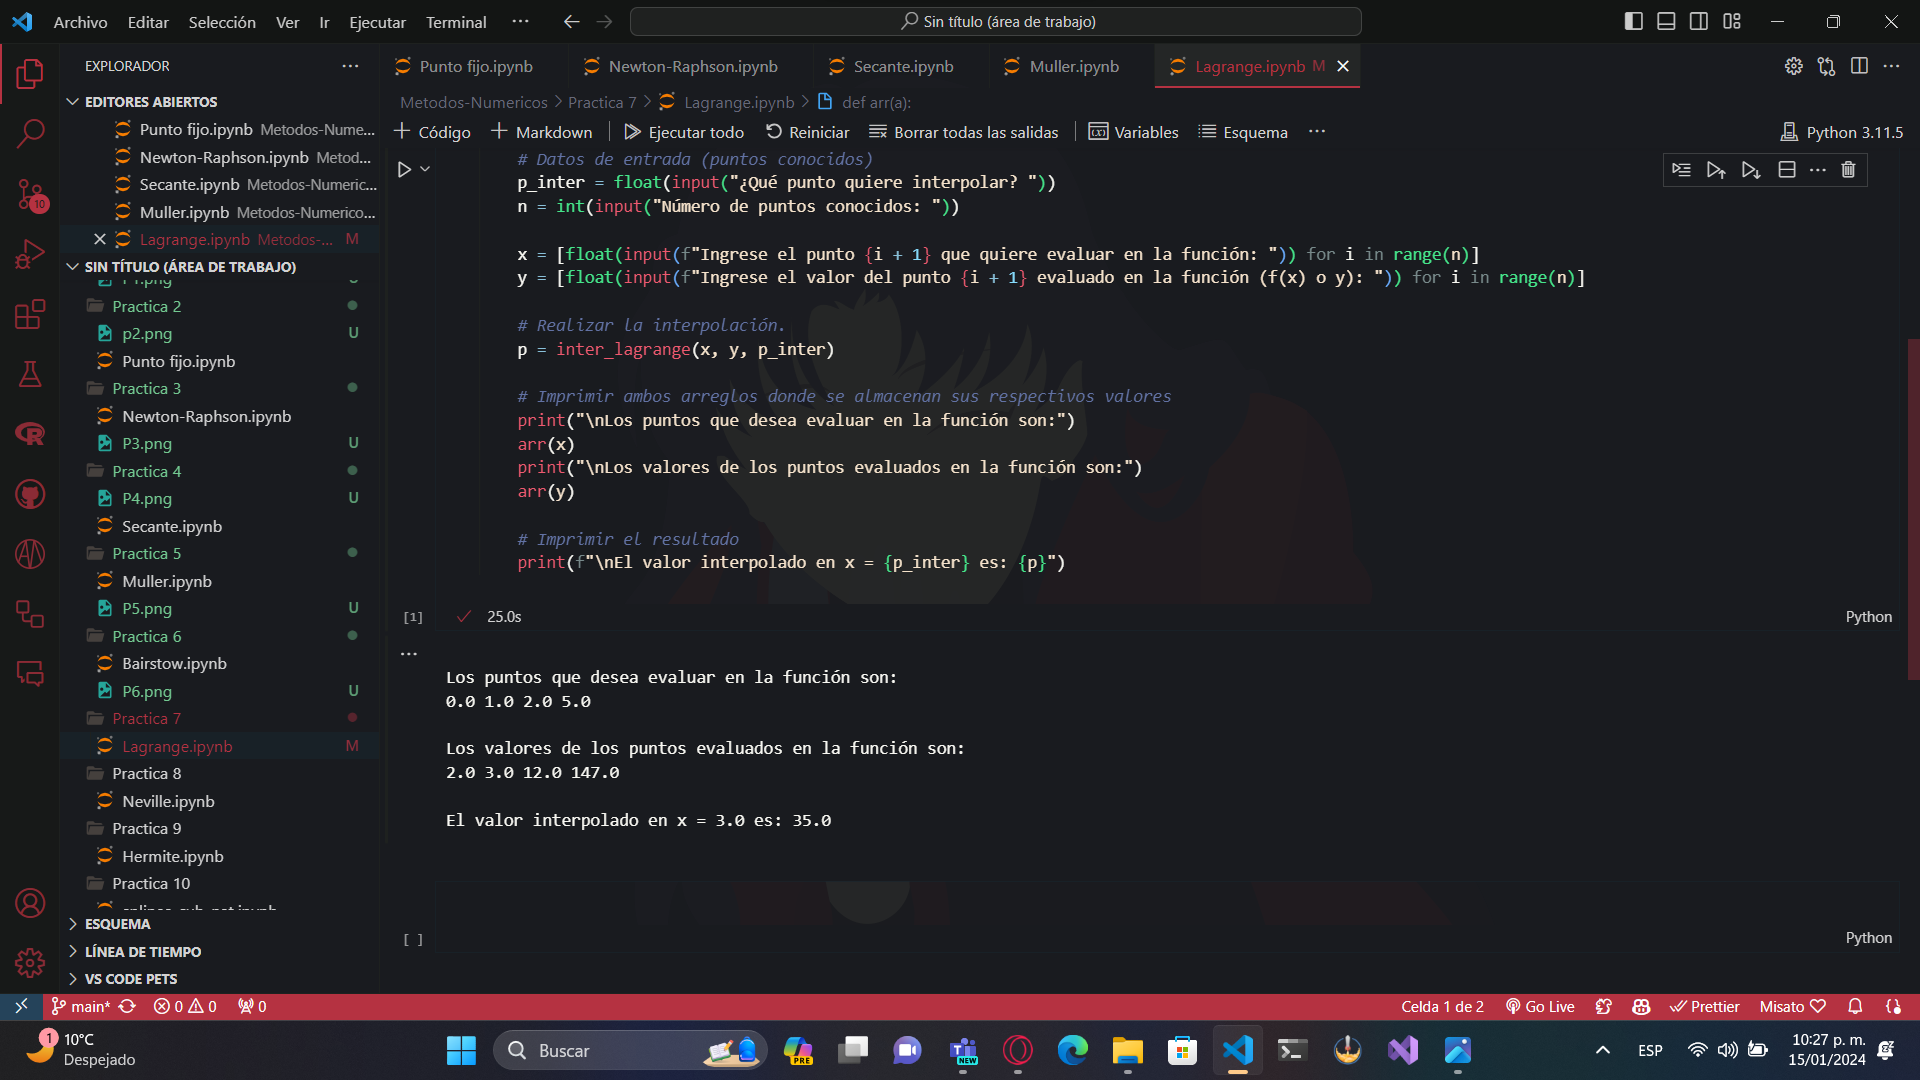 Archivo Editar Selección Ver Ir Ejecutar Terminal ··· Sin título (área de trabajo)
EXPLORADOR ···
EDITORES ABIERTOS
Punto fijo.ipynb Metodos-Nume...
Newton-Raphson.ipynb Metod...
Secante.ipynb Metodos-Numeric...
Muller.ipynb Metodos-Numerico...
Lagrange.ipynb Metodos-... M
SIN TÍTULO (ÁREA DE TRABAJO)
Practica 2
p2.png U
Punto fijo.ipynb
Practica 3
Newton-Raphson.ipynb
P3.png U
Practica 4
P4.png U
Secante.ipynb
Practica 5
Muller.ipynb
P5.png U
Practica 6
Bairstow.ipynb
P6.png U
Practica 7
Lagrange.ipynb M
Practica 8
Neville.ipynb
Practica 9
Hermite.ipynb
Practica 10
ESQUEMA
LÍNEA DE TIEMPO
VS CODE PETS
10
Punto fijo.ipynb Newton-Raphson.ipynb Secante.ipynb Muller.ipynb Lagrange.ipynb M
Metodos-Numericos > Practica 7 > Lagrange.ipynb > def arr(a):
+ Código + Markdown Ejecutar todo Reiniciar Borrar todas las salidas Variables Esquema ··· Python 3.11.5
# Datos de entrada (puntos conocidos)
p_inter = float(input("¿Qué punto quiere interpolar? "))
n = int(input("Número de puntos conocidos: "))
x = [float(input(f"Ingrese el punto {i + 1} que quiere evaluar en la función: ")) for i in range(n)]
y = [float(input(f"Ingrese el valor del punto {i + 1} evaluado en la función (f(x) o y): ")) for i in range(n)]
# Realizar la interpolación.
p = inter_lagrange(x, y, p_inter)
# Imprimir ambos arreglos donde se almacenan sus respectivos valores
print("\nLos puntos que desea evaluar en la función son:")
arr(x)
print("\nLos valores de los puntos evaluados en la función son:")
arr(y)
# Imprimir el resultado
print(f"\nEl valor interpolado en x = {p_inter} es: {p}")
[1] 25.0s Python
···
Los puntos que desea evaluar en la función son:
0.0 1.0 2.0 5.0
Los valores de los puntos evaluados en la función son:
2.0 3.0 12.0 147.0
El valor interpolado en x = 3.0 es: 35.0
[ ] Python
main* 0 0 0 Celda 1 de 2 Go Live Prettier Misato
1 10°C
Despejado
Buscar
PRE
NEW
ESP
10:27 p. m.
15/01/2024